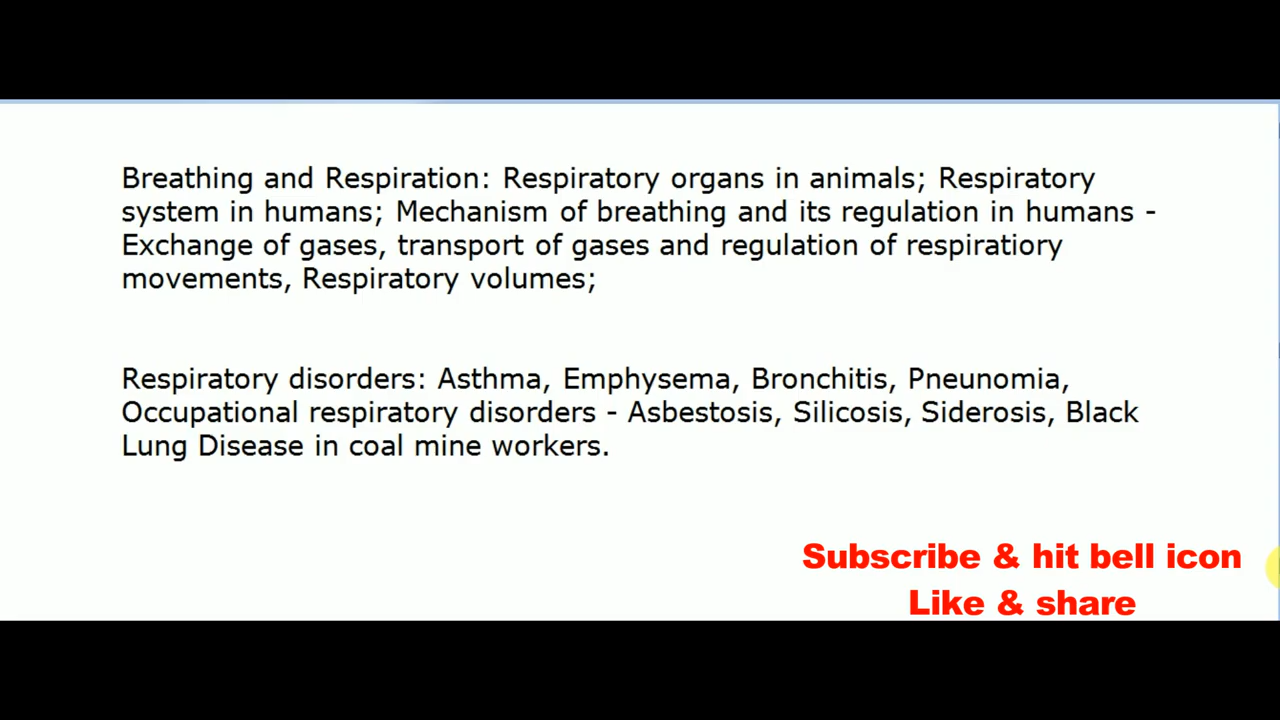 Breathing and Respiration: Respiratory organs in animals; Respiratory
system in humans; Mechanism of breathing and its regulation in humans -
Exchange of gases, transport of gases and regulation of respiratiory
movements, Respiratory volumes;
Respiratory disorders: Asthma, Emphysema, Bronchitis, Pneunomia,
Occupational respiratory disorders - Asbestosis, Silicosis, Siderosis, Black
Lung Disease in coal mine workers.
Subscribe & hit bell icon
Like & share